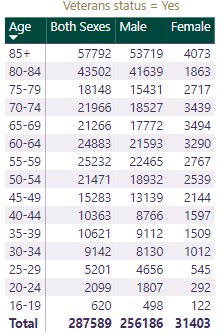 Veterans status = Yes
Age Both Sexes Male Female
85+ 57792 53719 4073
80-84 43502 41639 1863
75-79 18148 15431 2717
70-74 21966 18527 3439
65-69 21266 17772 3494
60-64 24883 21593 3290
55-59 25232 22465 2767
50-54 21471 18932 2539
45-49 15283 13139 2144
40-44 10363 8766 1597
35-39 10621 9112 1509
30-34 9142 8130 1012
25-29 5201 4656 545
20-24 2099 1807 292
16-19 620 498 122
Total 287589 256186 31403